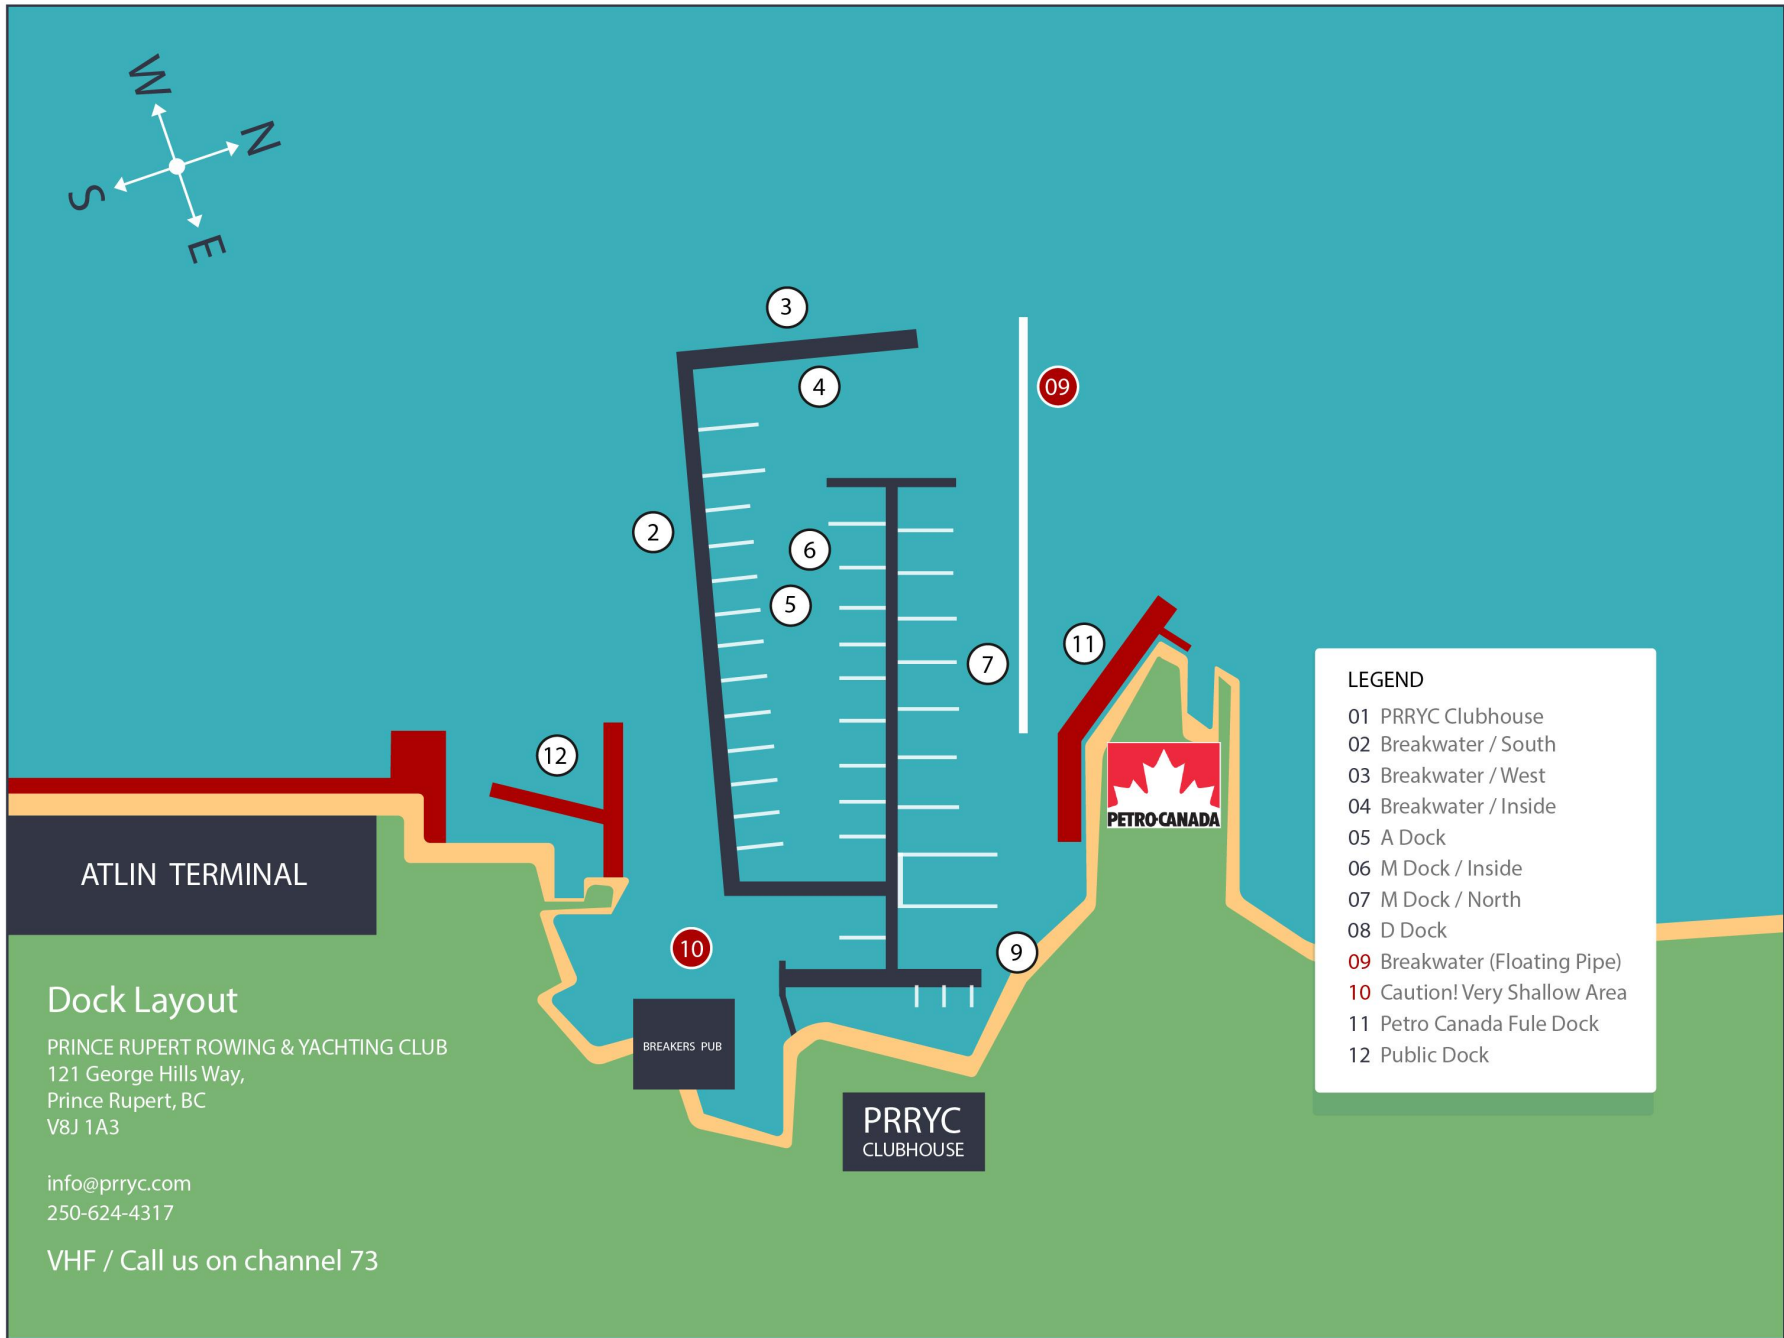 W
N
S
E
3
4
09
2
6
5
11
7
12
PETRO-CANADA
ATLIN TERMINAL
10
9
BREAKERS PUB
PRRYC
CLUBHOUSE
Dock Layout
PRINCE RUPERT ROWING & YACHTING CLUB
121 George Hills Way,
Prince Rupert, BC
V8J 1A3
info@prryc.com
250-624-4317
VHF / Call us on channel 73
LEGEND
01 PRRYC Clubhouse
02 Breakwater / South
03 Breakwater / West
04 Breakwater / Inside
05 A Dock
06 M Dock / Inside
07 M Dock / North
08 D Dock
09 Breakwater (Floating Pipe)
10 Caution! Very Shallow Area
11 Petro Canada Fule Dock
12 Public Dock